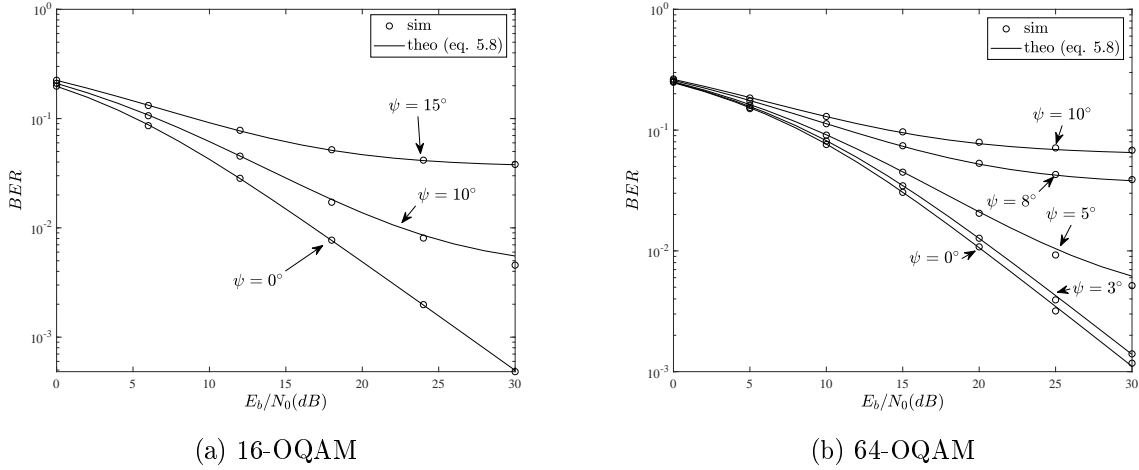 10^0
10^-1
10^-2
10^-3
BER
0 5 10 15 20 25 30
E_b/N_0(dB)
sim
theo (eq. 5.8)
ψ = 15°
ψ = 10°
ψ = 0°
(a) 16-OQAM
10^0
10^-1
10^-2
10^-3
BER
0 5 10 15 20 25 30
E_b/N_0(dB)
sim
theo (eq. 5.8)
ψ = 10°
ψ = 8°
ψ = 5°
ψ = 0°
ψ = 3°
(b) 64-OQAM